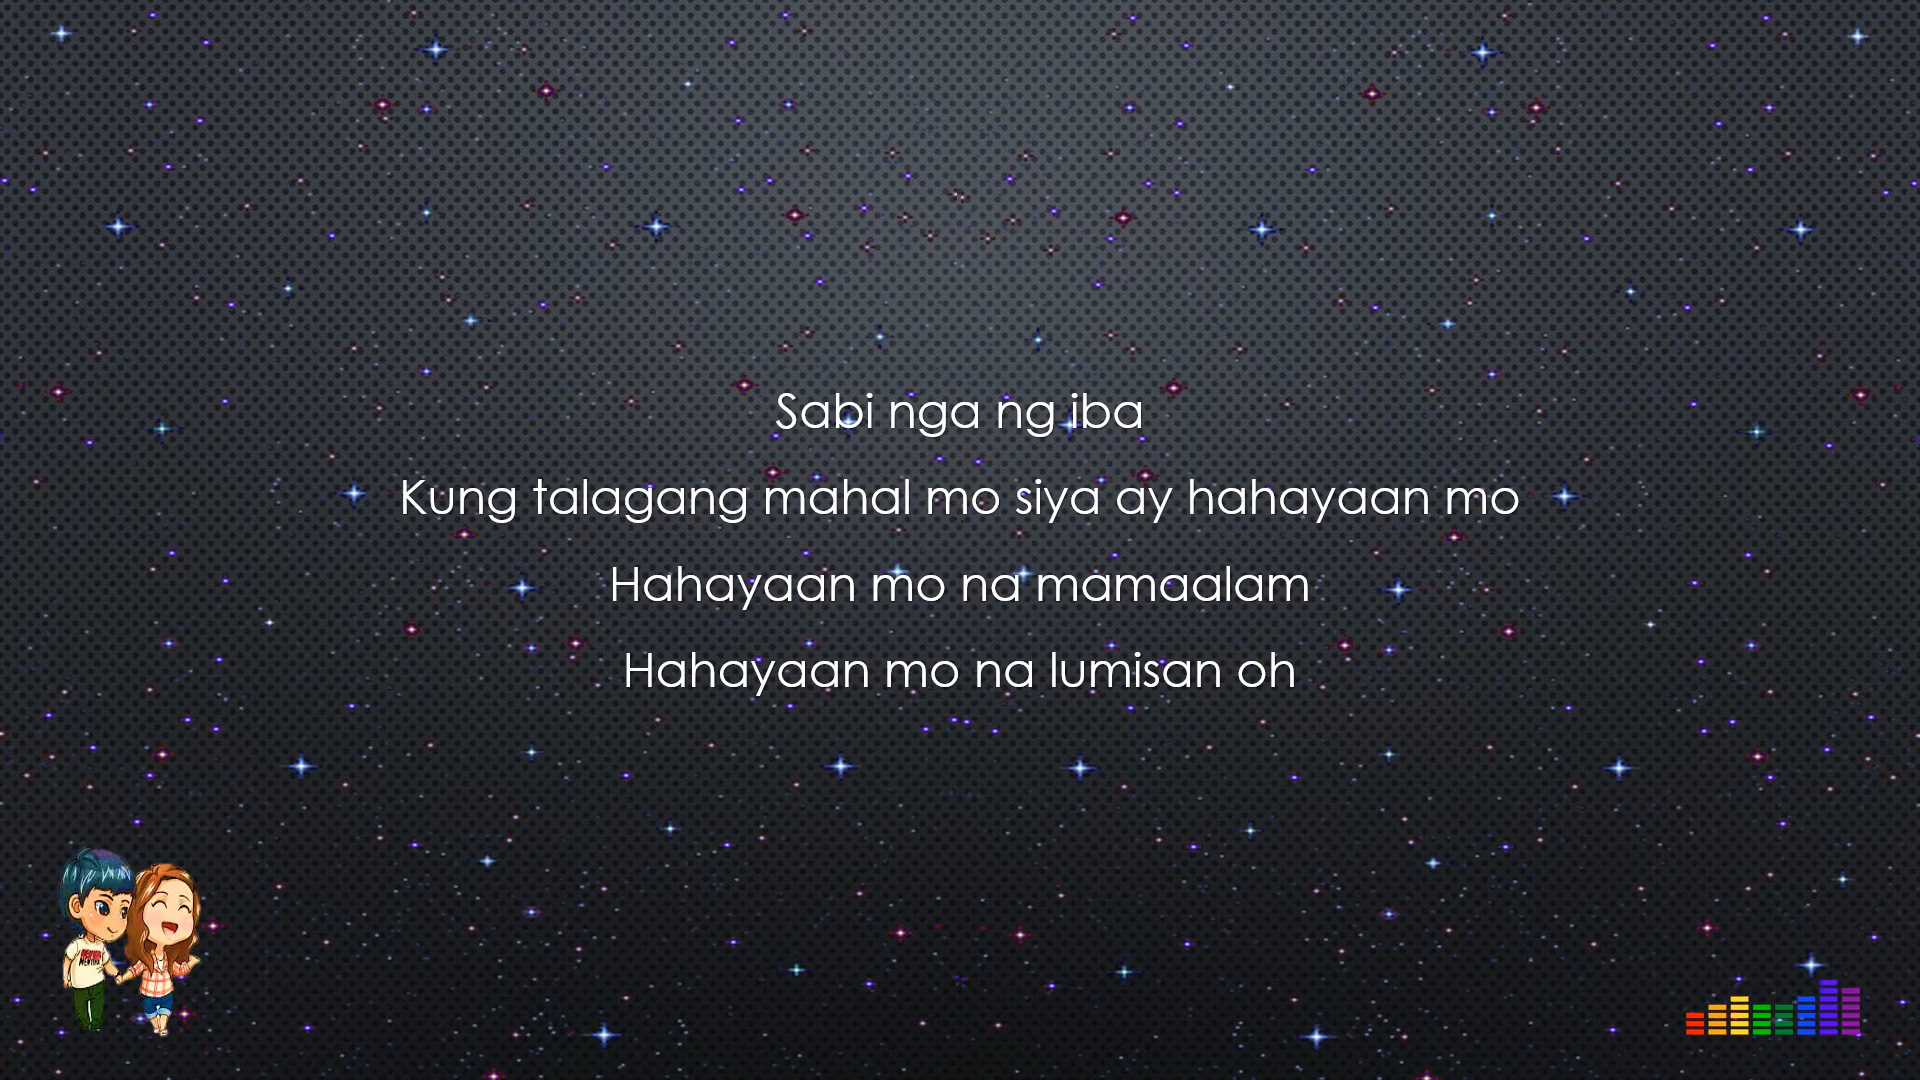 Sabi nga ng iba
Kung talagang mahal mo siya ay hahayaan mo
Hahayaan mo na mamaalam
Hahayaan mo na lumisan oh